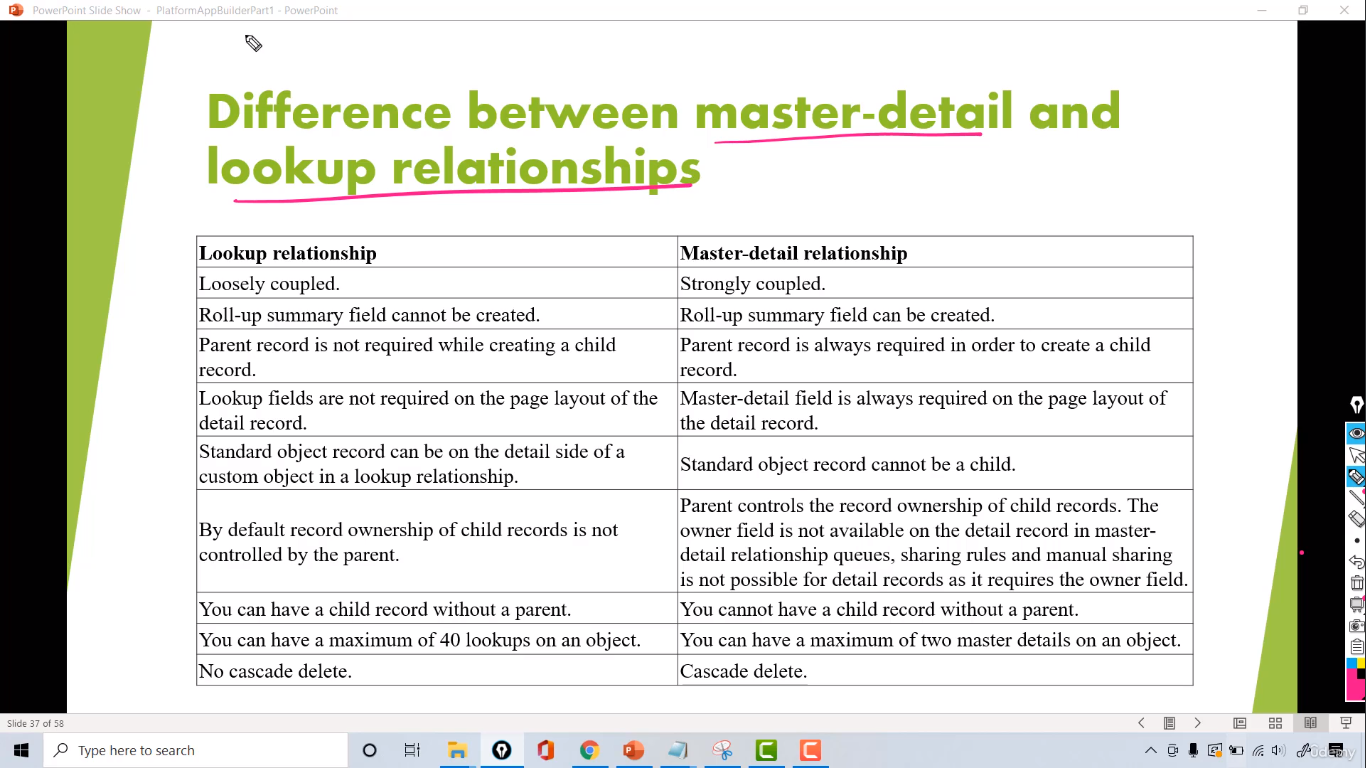 PowerPoint Slide Show - PlatformAppBuilderPart1 - PowerPoint
Difference between master-detail and
lookup relationships
Lookup relationship
Master-detail relationship
Loosely coupled.
Strongly coupled.
Roll-up summary field cannot be created.
Roll-up summary field can be created.
Parent record is not required while creating a child
record.
Parent record is always required in order to create a child
record.
Lookup fields are not required on the page layout of the
detail record.
Master-detail field is always required on the page layout of
the detail record.
Standard object record can be on the detail side of a
custom object in a lookup relationship.
Standard object record cannot be a child.
By default record ownership of child records is not
controlled by the parent.
Parent controls the record ownership of child records. The
owner field is not available on the detail record in master-
detail relationship queues, sharing rules and manual sharing
is not possible for detail records as it requires the owner field.
You can have a child record without a parent.
You cannot have a child record without a parent.
You can have a maximum of 40 lookups on an object.
You can have a maximum of two master details on an object.
No cascade delete.
Cascade delete.
Slide 37 of 58
Type here to search
Udemy